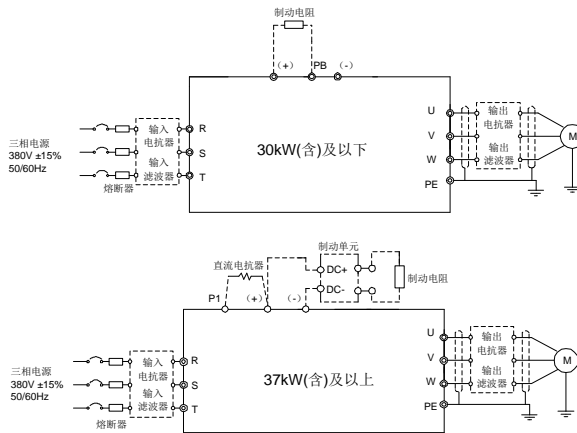 制动电阻
(+)
PB
(-)
R
S
T
三相电源
380V ±15%
50/60Hz
熔断器
输入
电抗器
输入
滤波器
30kW(含)及以下
U
V
W
PE
输出
电抗器
输出
滤波器
M
直流电抗器
制动单元
DC+
DC-
制动电阻
P1
(+)
(-)
三相电源
380V ±15%
50/60Hz
熔断器
输入
电抗器
输入
滤波器
R
S
T
37kW(含)及以上
U
V
W
PE
输出
电抗器
输出
滤波器
M